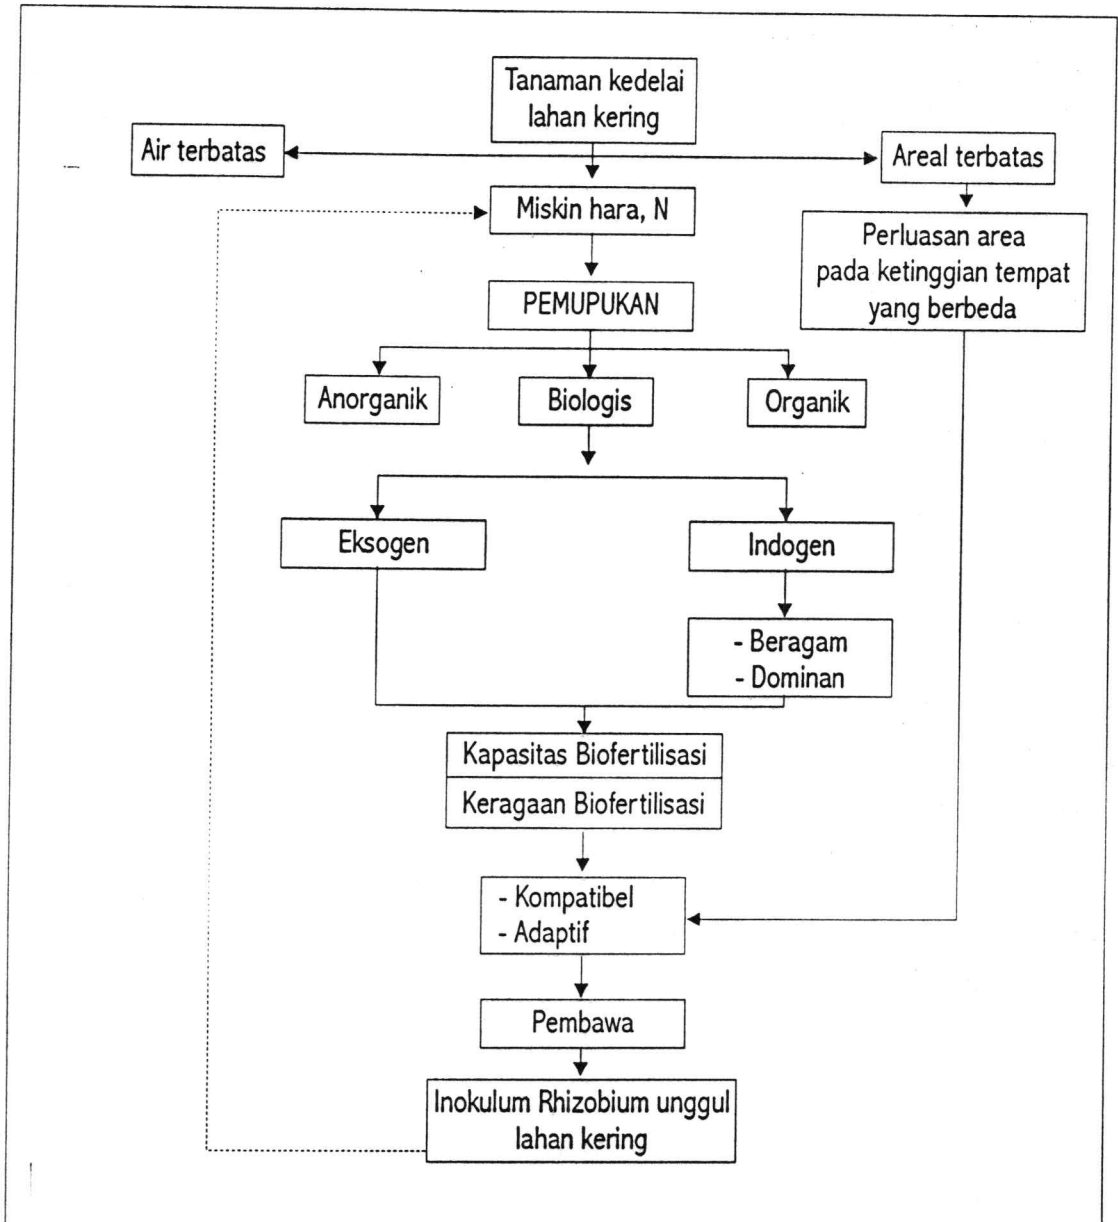 Tanaman kedelai
lahan kering
Air terbatas
Areal terbatas
Miskin hara, N
Perluasan area
pada ketinggian tempat
yang berbeda
PEMUPUKAN
Anorganik
Biologis
Organik
Eksogen
Indogen
- Beragam
- Dominan
Kapasitas Biofertilisasi
Keragaan Biofertilisasi
- Kompatibel
- Adaptif
Pembawa
Inokulum Rhizobium unggul
lahan kering